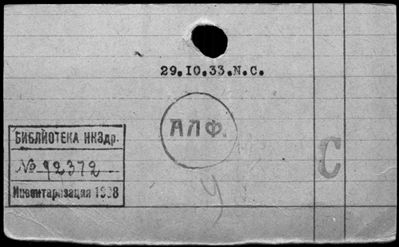 29.10.33.N.C.
АЛФ.
С
БИБЛИОТЕКА НКЗдр.
№ 92372
Инвентаризация 1938